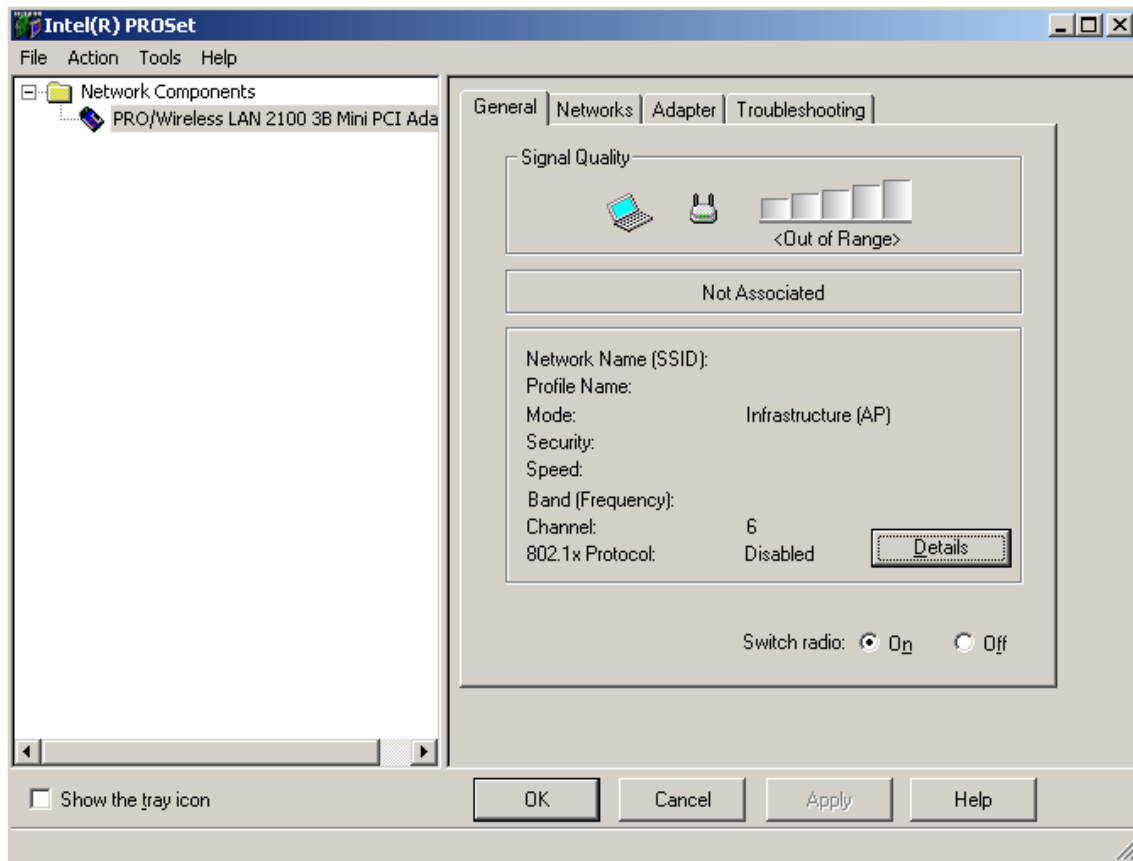 Intel(R) PROSet
File Action Tools Help
Network Components
PRO/Wireless LAN 2100 3B Mini PCI Ada
General Networks Adapter Troubleshooting
Signal Quality
<Out of Range>
Not Associated
Network Name (SSID):
Profile Name:
Mode: Infrastructure (AP)
Security:
Speed:
Band (Frequency):
Channel: 6
802.1x Protocol: Disabled
Details
Switch radio: On Off
Show the tray icon
OK Cancel Apply Help